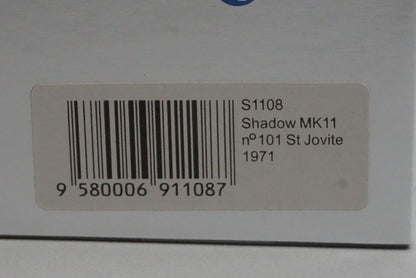 S1108
Shadow MK11
nº101 St Jovite
1971
9 580006 911087